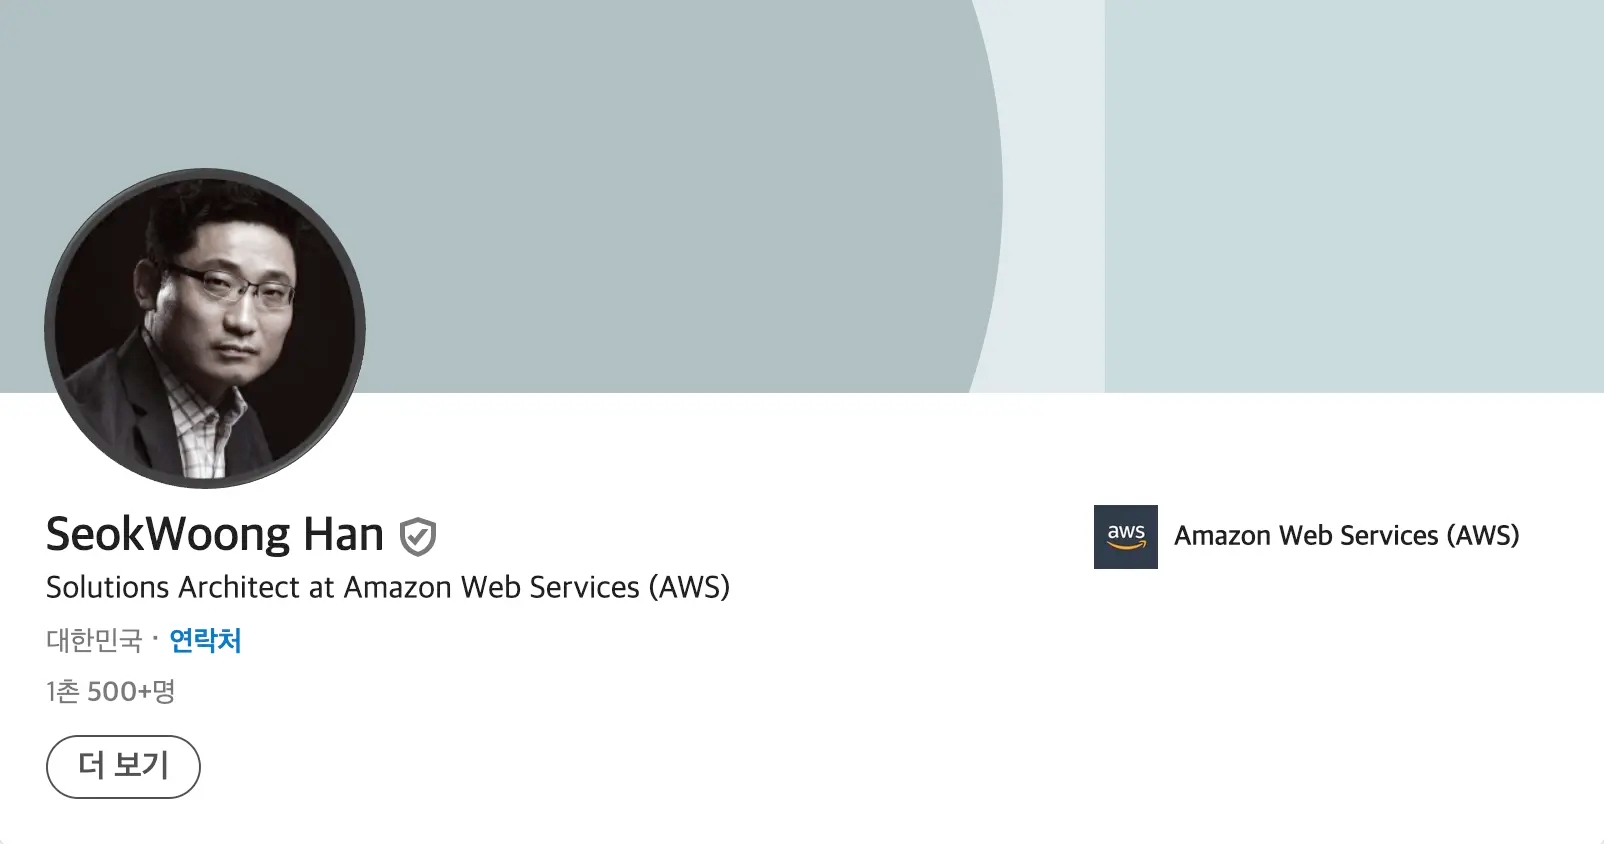 SeokWoong Han
Solutions Architect at Amazon Web Services (AWS)
대한민국 · 연락처
1촌 500+명
더 보기
aws
Amazon Web Services (AWS)